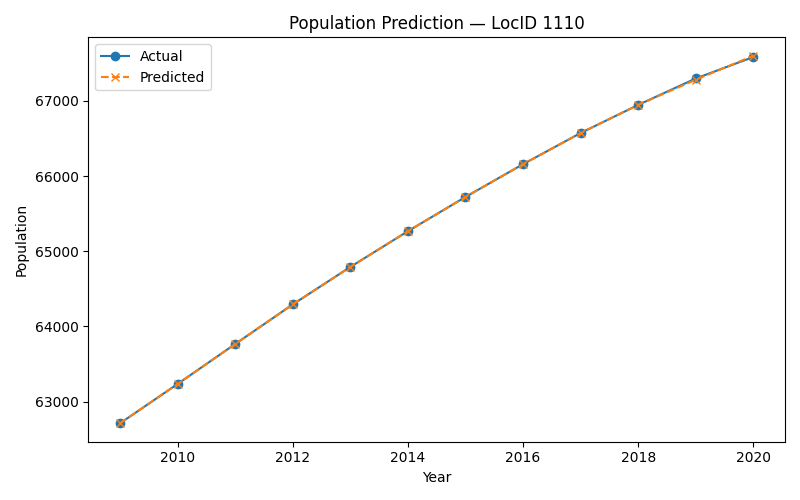 Population Prediction — LocID 1110
Actual
Predicted
67000
66000
65000
64000
63000
Population
2010 2012 2014 2016 2018 2020
Year